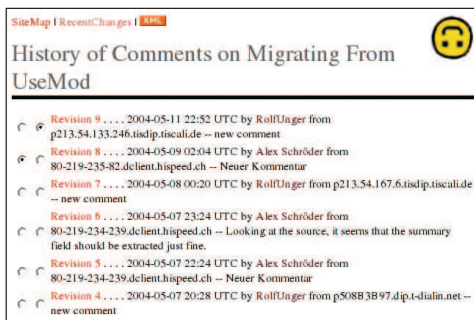 SiteMap | RecentChanges | XML
History of Comments on Migrating From
UseMod
Revision 9 . . . . 2004-05-11 22:52 UTC by RolfUnger from
p213.54.133.246.tisdip.tiscali.de -- new comment
Revision 8 . . . . 2004-05-09 02:04 UTC by Alex Schröder from
80-219-235-82.dclient.hispeed.ch -- Neuer Kommentar
Revision 7 . . . . 2004-05-08 00:20 UTC by RolfUnger from p213.54.167.6.tisdip.tiscali.de
-- new comment
Revision 6 . . . . 2004-05-07 23:24 UTC by Alex Schröder from
80-219-234-239.dclient.hispeed.ch -- Looking at the source, it seems that the summary
field should be extracted just fine.
Revision 5 . . . . 2004-05-07 22:24 UTC by Alex Schröder from
80-219-234-239.dclient.hispeed.ch -- Neuer Kommentar
Revision 4 . . . . 2004-05-07 20:28 UTC by RolfUnger from p508B3B97.dip.t-dialin.net --
new comment